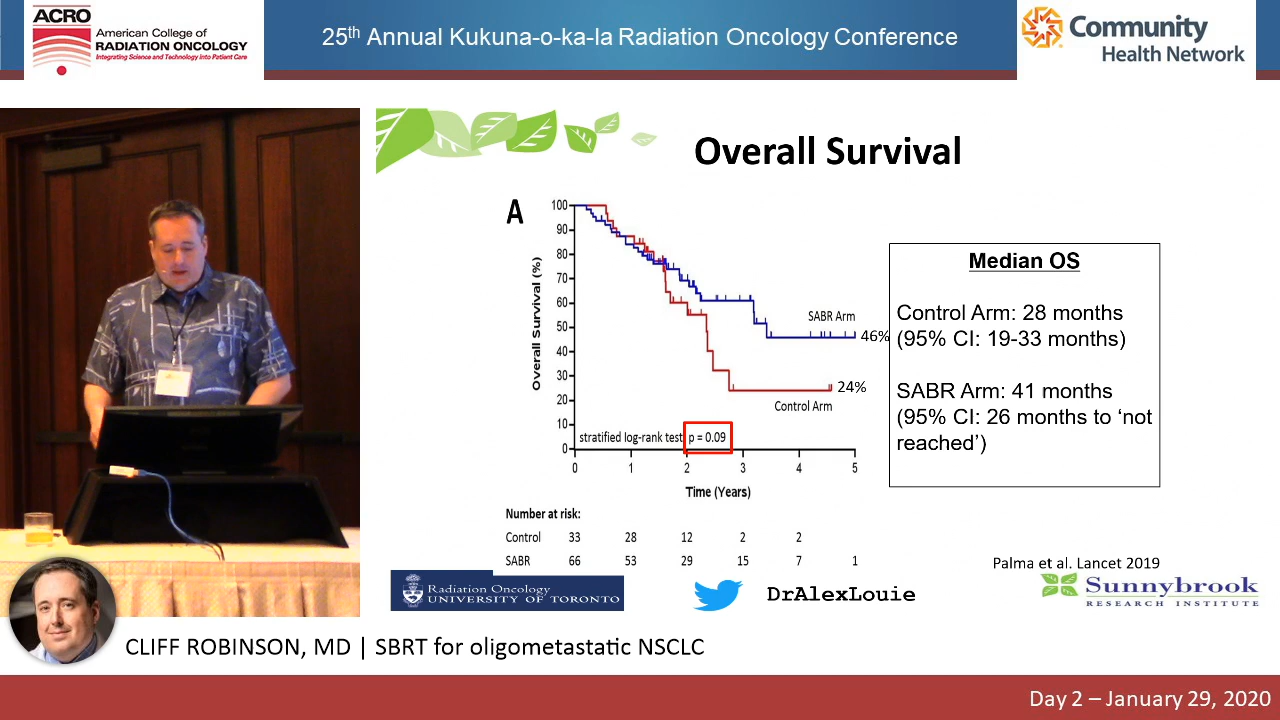 ACRO
American College of
RADIATION ONCOLOGY
Integrating Science and Technology Into Patient Care
25th Annual Kukuna-o-ka-la Radiation Oncology Conference
Community
Health Network
Overall Survival
A
Overall Survival (%)
100
90
80
70
60
50
40
30
20
10
0
SABR Arm
46%
24%
Control Arm
stratified log-rank test p = 0.09
0 1 2 3 4 5
Time (Years)
Number at risk:
Control 33 28 12 2 2
SABR 66 53 29 15 7 1
Median OS
Control Arm: 28 months
(95% CI: 19-33 months)
SABR Arm: 41 months
(95% CI: 26 months to ‘not
reached’)
Palma et al. Lancet 2019
Radiation Oncology
UNIVERSITY OF TORONTO
DrAlexLouie
Sunnybrook
RESEARCH INSTITUTE
CLIFF ROBINSON, MD | SBRT for oligometastatic NSCLC
Day 2 – January 29, 2020